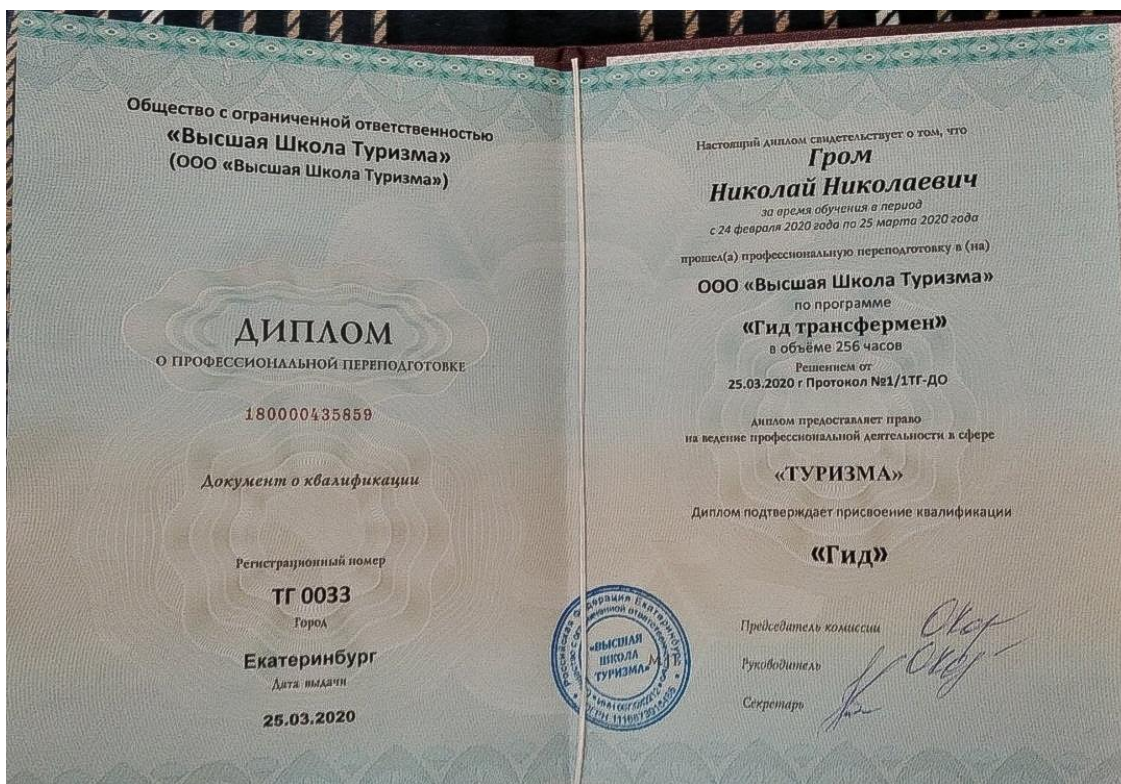 Общество с ограниченной ответственностью
«Высшая Школа Туризма»
(ООО «Высшая Школа Туризма»)
ДИПЛОМ
О ПРОФЕССИОНАЛЬНОЙ ПЕРЕПОДГОТОВКЕ
180000435859
Документ о квалификации
Регистрационный номер
ТГ 0033
Город
Екатеринбург
Дата выдачи
25.03.2020
Настоящий диплом свидетельствует о том, что
Гром
Николай Николаевич
за время обучения в период
с 24 февраля 2020 года по 25 марта 2020 года
прошел(а) профессиональную переподготовку в (на)
ООО «Высшая Школа Туризма»
по программе
«Гид трансфермен»
в объёме 256 часов
Решением от
25.03.2020 г Протокол №1/1ТГ-ДО
диплом предоставляет право
на ведение профессиональной деятельности в сфере
«ТУРИЗМА»
Диплом подтверждает присвоение квалификации
«Гид»
Председатель комиссии
Руководитель
Секретарь
М.П.
Российская Федерация Екатеринбург
«ВЫСШАЯ
ШКОЛА
ТУРИЗМА»